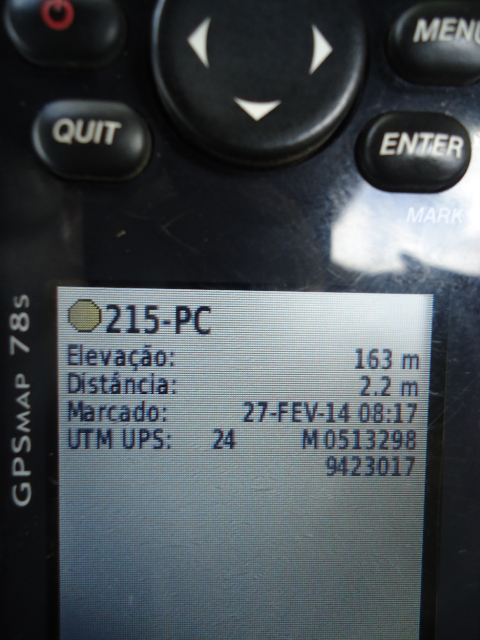 MENU
QUIT
ENTER
MARK
GPSMAP 78s
215-PC
Elevação: 163 m
Distância: 2.2 m
Marcado: 27-FEV-14 08:17
UTM UPS: 24 M 0513298
9423017